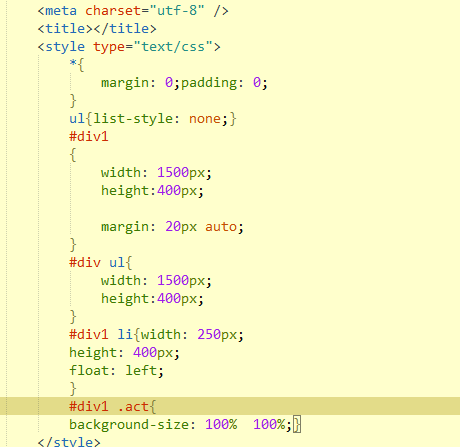 <meta charset="utf-8" />
<title></title>
<style type="text/css">
*{
margin: 0;padding: 0;
}
ul{list-style: none;}
#div1
{
width: 1500px;
height:400px;
margin: 20px auto;
}
#div ul{
width: 1500px;
height:400px;
}
#div1 li{width: 250px;
height: 400px;
float: left;
}
#div1 .act{
background-size: 100%  100%;}
</style>